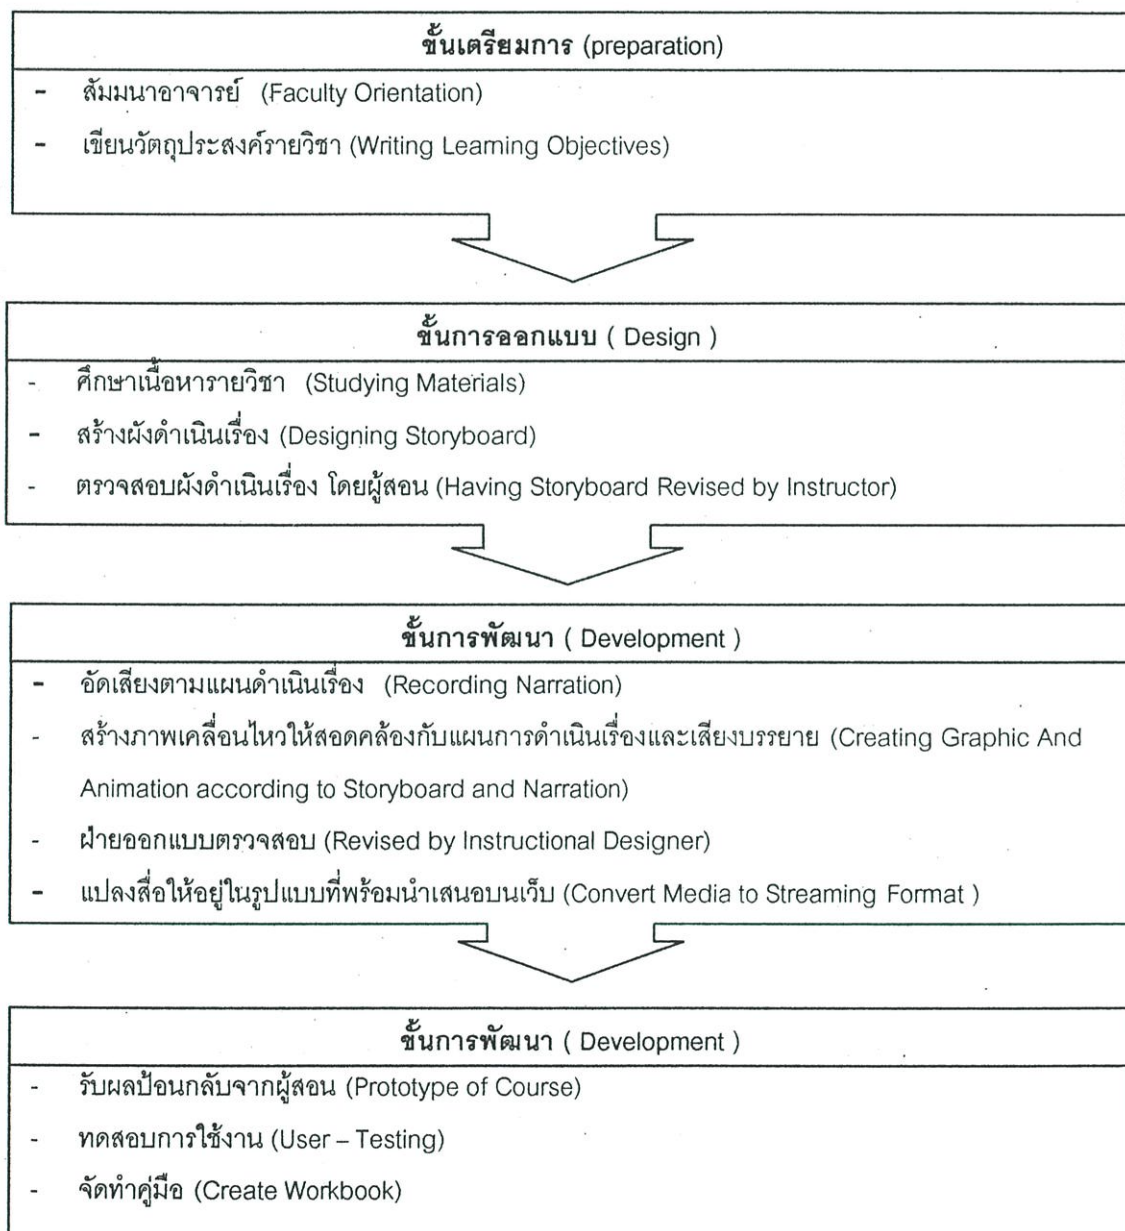 ขั้นเตรียมการ (preparation)
- สัมมนาอาจารย์ (Faculty Orientation)
- เขียนวัตถุประสงค์รายวิชา (Writing Learning Objectives)
ขั้นการออกแบบ ( Design )
- ศึกษาเนื้อหารายวิชา (Studying Materials)
- สร้างผังดำเนินเรื่อง (Designing Storyboard)
- ตรวจสอบผังดำเนินเรื่อง โดยผู้สอน (Having Storyboard Revised by Instructor)
ขั้นการพัฒนา ( Development )
- อัดเสียงตามแผนดำเนินเรื่อง (Recording Narration)
- สร้างภาพเคลื่อนไหวให้สอดคล้องกับแผนการดำเนินเรื่องและเสียงบรรยาย (Creating Graphic And
Animation according to Storyboard and Narration)
- ฝ่ายออกแบบตรวจสอบ (Revised by Instructional Designer)
- แปลงสื่อให้อยู่ในรูปแบบที่พร้อมนำเสนอบนเว็บ (Convert Media to Streaming Format )
ขั้นการพัฒนา ( Development )
- รับผลป้อนกลับจากผู้สอน (Prototype of Course)
- ทดสอบการใช้งาน (User – Testing)
- จัดทำคู่มือ (Create Workbook)